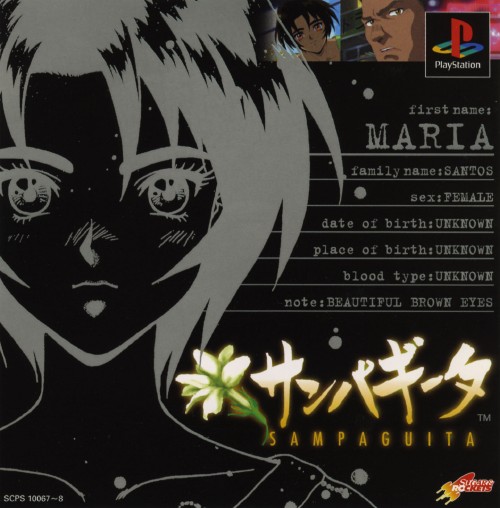 PlayStation
first name:
MARIA
family name:SANTOS
sex:FEMALE
date of birth:UNKNOWN
place of birth:UNKNOWN
blood type:UNKNOWN
note:BEAUTIFUL BROWN EYES
サンパギータ
TM
SAMPAGUITA
SCPS 10067～8
ROCKETS